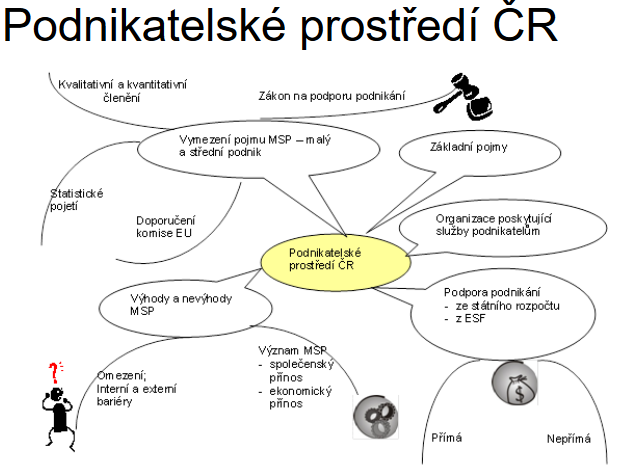 Podnikatelské prostředí ČR
Kvalitativní a kvantitativní
členění
Zákon na podporu podnikání
Vymezení pojmu MSP – malý
a střední podnik
Základní pojmy
Statistické
pojetí
Doporučení
komise EU
Organizace poskytující
služby podnikatelům
Podnikatelské
prostředí ČR
Výhody a nevýhody
MSP
Podpora podnikání
- ze státního rozpočtu
- z ESF
Omezení;
Interní a externí
bariéry
Význam MSP
- společenský
přínos
- ekonomický
přínos
Přímá
Nepřímá